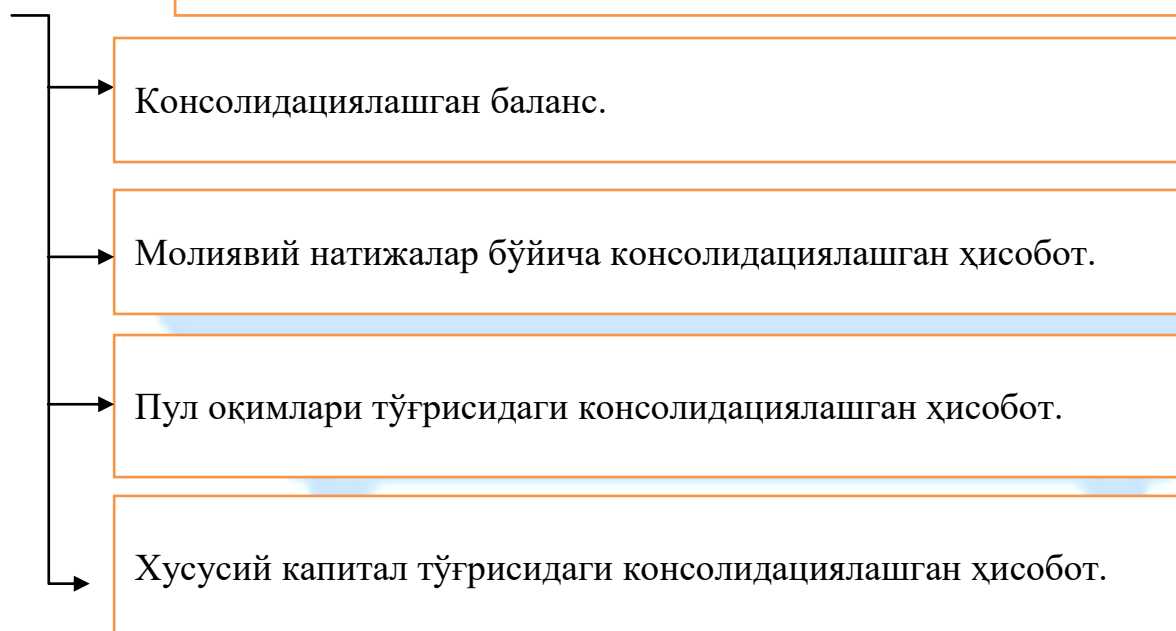 Консолидациялашган баланс.
Молиявий натижалар бўйича консолидациялашган ҳисобот.
Пул оқимлари тўғрисидаги консолидациялашган ҳисобот.
Хусусий капитал тўғрисидаги консолидациялашган ҳисобот.